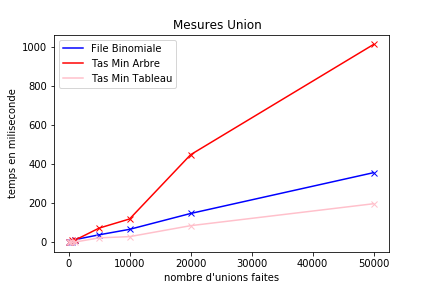 Mesures Union
File Binomiale
Tas Min Arbre
Tas Min Tableau
temps en miliseconde
1000
800
600
400
200
0
0
10000
20000
30000
40000
50000
nombre d'unions faites